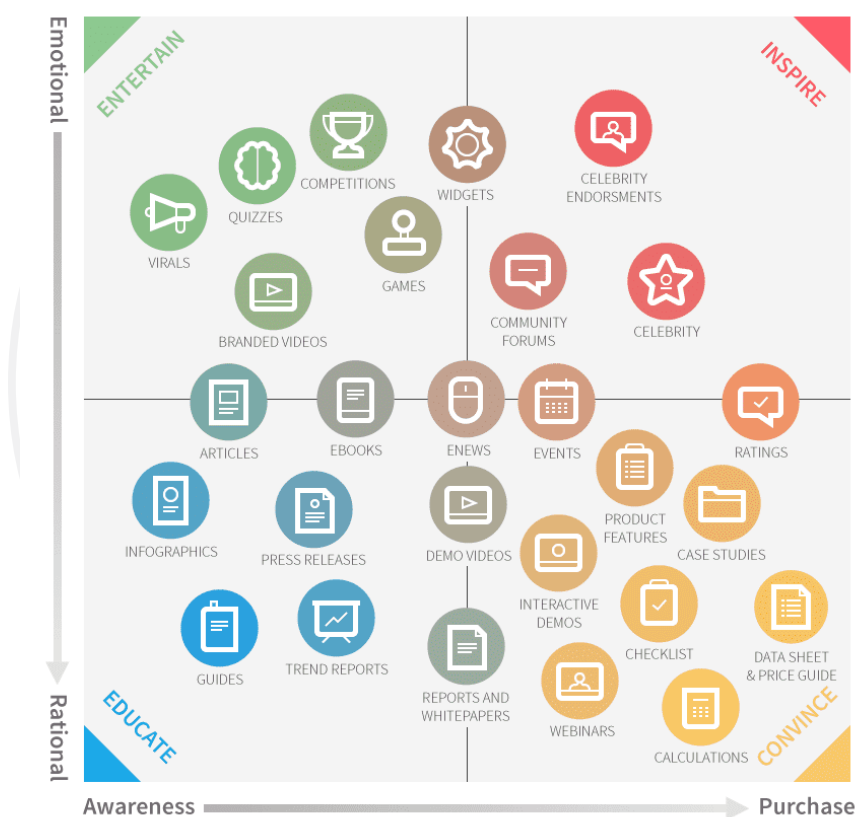 Emotional
ENTERTAIN
INSPIRE
COMPETITIONS
WIDGETS
CELEBRITY
ENDORSMENTS
QUIZZES
VIRALS
GAMES
COMMUNITY
FORUMS
CELEBRITY
BRANDED VIDEOS
ARTICLES
EBOOKS
ENEWS
EVENTS
RATINGS
INFOGRAPHICS
PRESS RELEASES
DEMO VIDEOS
PRODUCT
FEATURES
CASE STUDIES
INTERACTIVE
DEMOS
GUIDES
TREND REPORTS
CHECKLIST
DATA SHEET
& PRICE GUIDE
REPORTS AND
WHITEPAPERS
WEBINARS
CALCULATIONS
Rational
EDUCATE
CONVINCE
Awareness
Purchase